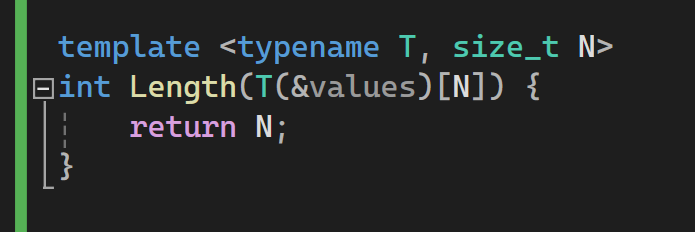 template <typename T, size_t N>
int Length(T(&values)[N]) {
    return N;
}